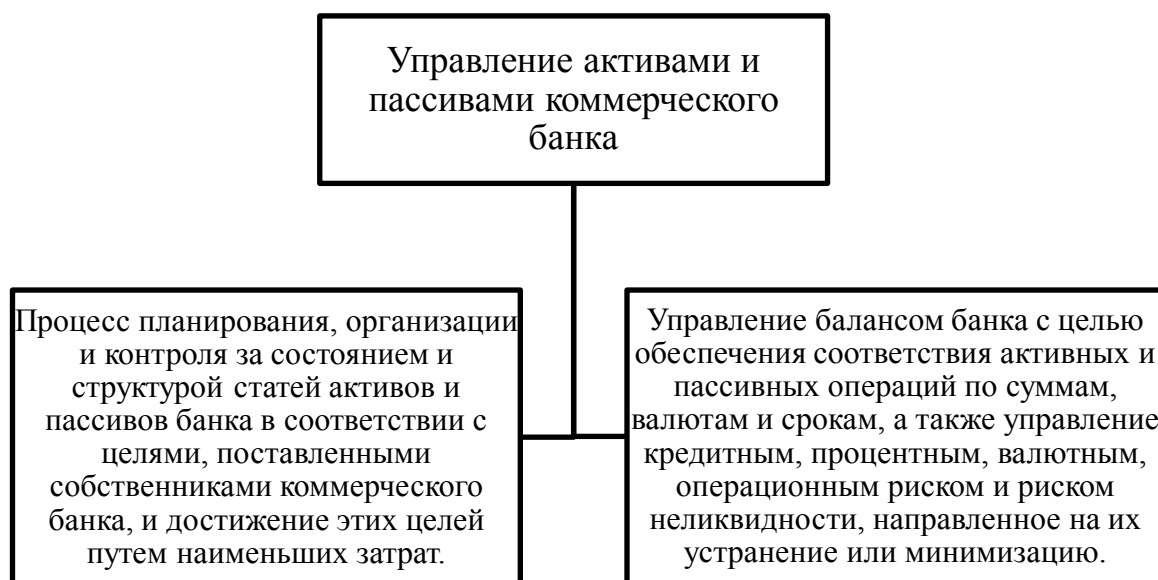 Управление активами и
пассивами коммерческого
банка
Процесс планирования, организации
и контроля за состоянием и
структурой статей активов и
пассивов банка в соответствии с
целями, поставленными
собственниками коммерческого
банка, и достижение этих целей
путем наименьших затрат.
Управление балансом банка с целью
обеспечения соответствия активных и
пассивных операций по суммам,
валютам и срокам, а также управление
кредитным, процентным, валютным,
операционным риском и риском
неликвидности, направленное на их
устранение или минимизацию.